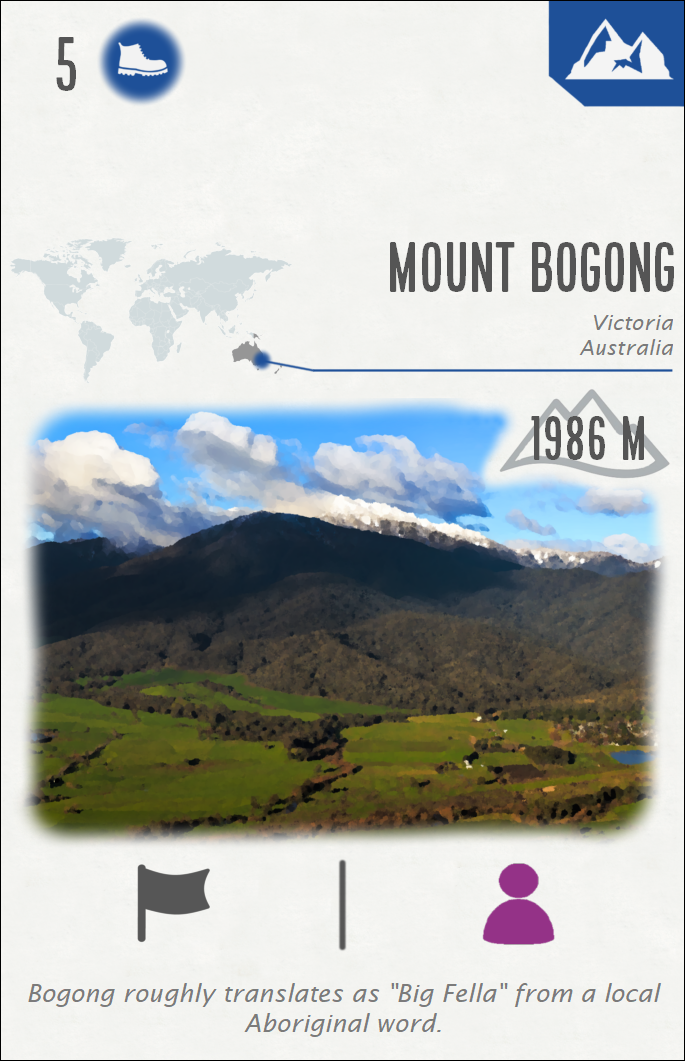 5
MOUNT BOGONG
Victoria
Australia
1986 M
Bogong roughly translates as "Big Fella" from a local
Aboriginal word.